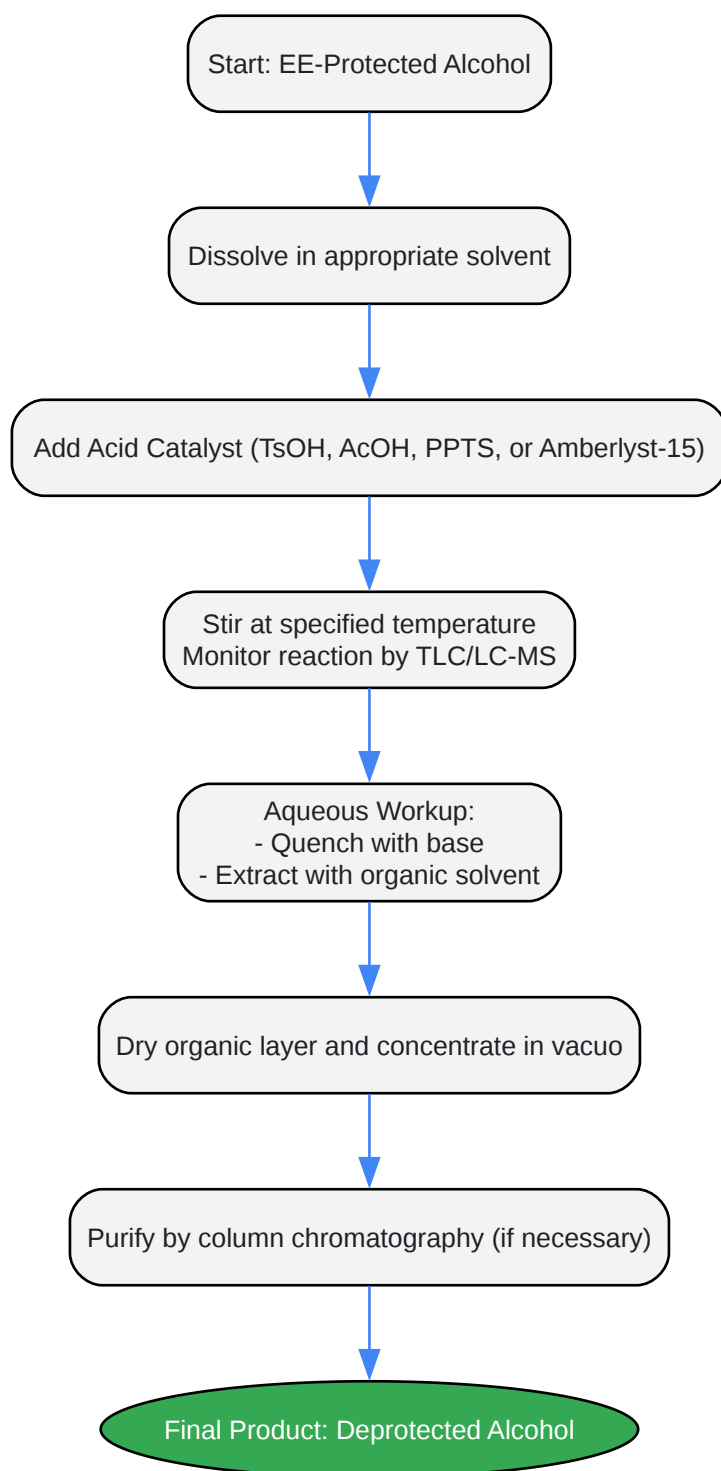 Start: EE-Protected Alcohol
Dissolve in appropriate solvent
Add Acid Catalyst (TsOH, AcOH, PPTS, or Amberlyst-15)
Stir at specified temperature
Monitor reaction by TLC/LC-MS
Aqueous Workup:
- Quench with base
- Extract with organic solvent
Dry organic layer and concentrate in vacuo
Purify by column chromatography (if necessary)
Final Product: Deprotected Alcohol